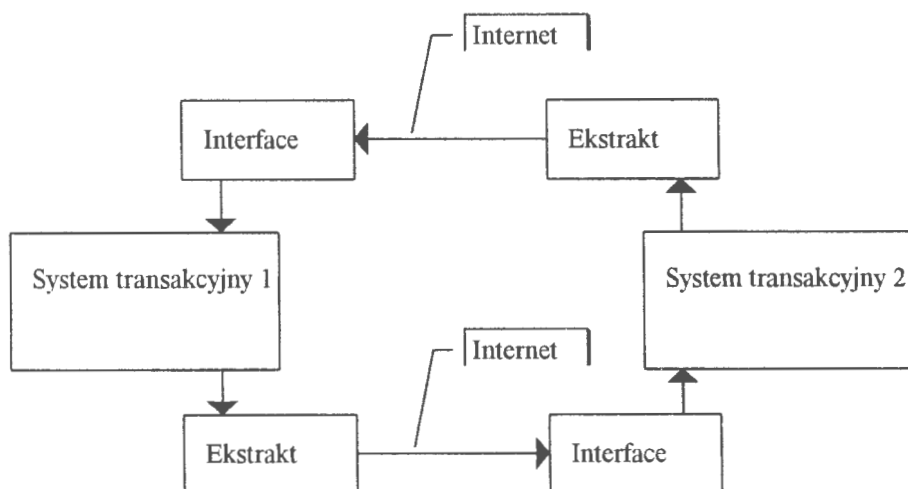 Internet
Interface
Ekstrakt
System transakcyjny 1
System transakcyjny 2
Internet
Ekstrakt
Interface